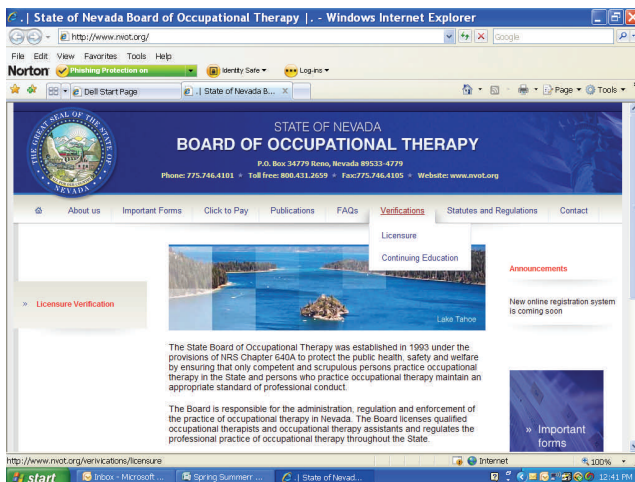 . | State of Nevada Board of Occupational Therapy | . - Windows Internet Explorer
http://www.nvot.org/
Google
File Edit View Favorites Tools Help
Norton Phishing Protection on Identity Safe Log-ins
Dell Start Page . | State of Nevada B... Page Tools
THE GREAT SEAL OF THE STATE OF NEVADA
STATE OF NEVADA
BOARD OF OCCUPATIONAL THERAPY
P.O. Box 34779 Reno, Nevada 89533-4779
Phone: 775.746.4101 * Toll free: 800.431.2659 * Fax:775.746.4105 * Website: www.nvot.org
About us Important Forms Click to Pay Publications FAQs Verifications Statutes and Regulations Contact
Licensure
Continuing Education
» Licensure Verification
Lake Tahoe
Announcements
New online registration system
is coming soon
The State Board of Occupational Therapy was established in 1993 under the
provisions of NRS Chapter 640A to protect the public health, safety and welfare
by ensuring that only competent and scrupulous persons practice occupational
therapy in the State and persons who practice occupational therapy maintain an
appropriate standard of professional conduct.
The Board is responsible for the administration, regulation and enforcement of
the practice of occupational therapy in Nevada. The Board licenses qualified
occupational therapists and occupational therapy assistants and regulates the
professional practice of occupational therapy throughout the State.
» Important
forms
http://www.nvot.org/verivications/licensure Internet 100%
start Inbox - Microsoft ... Spring Summerr ... . | State of Nevad... 12:41 PM